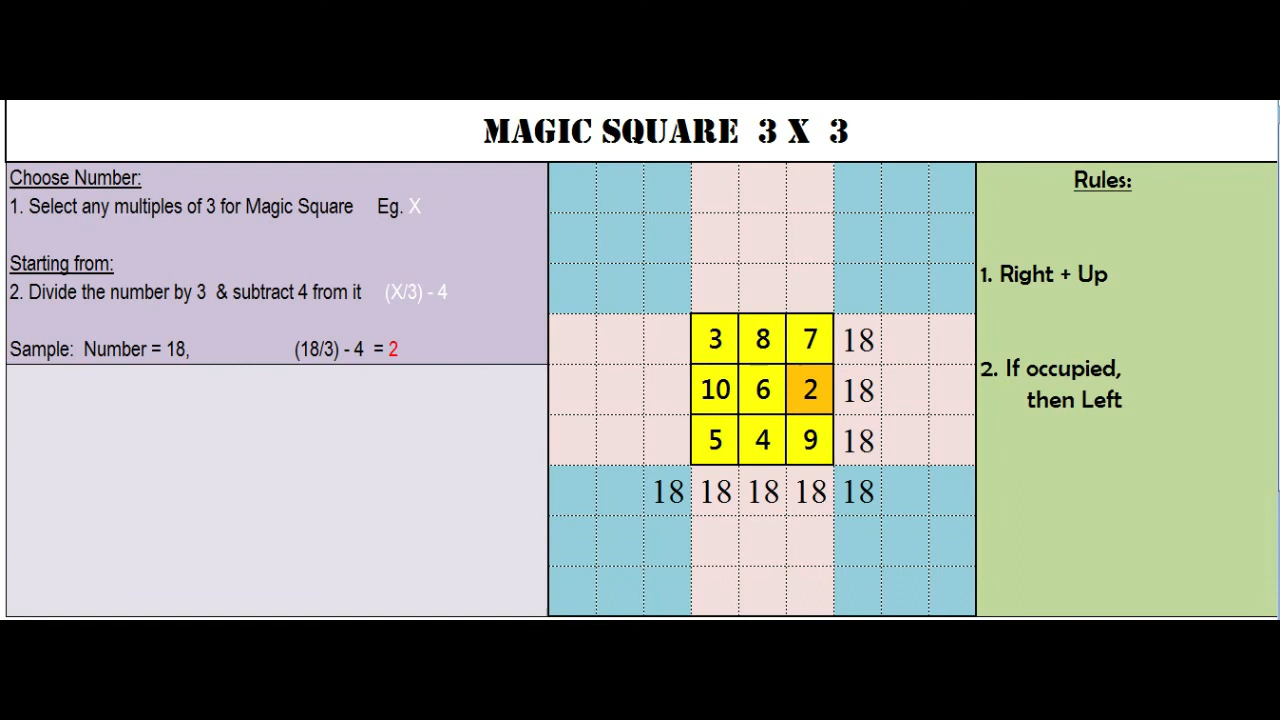 MAGIC SQUARE 3 X 3
Choose Number:
1. Select any multiples of 3 for Magic Square Eg. X
Starting from:
2. Divide the number by 3 & subtract 4 from it (X/3) - 4
Sample: Number = 18, (18/3) - 4 = 2
3 8 7 18
10 6 2 18
5 4 9 18
18 18 18 18 18
Rules:
1. Right + Up
2. If occupied,
then Left